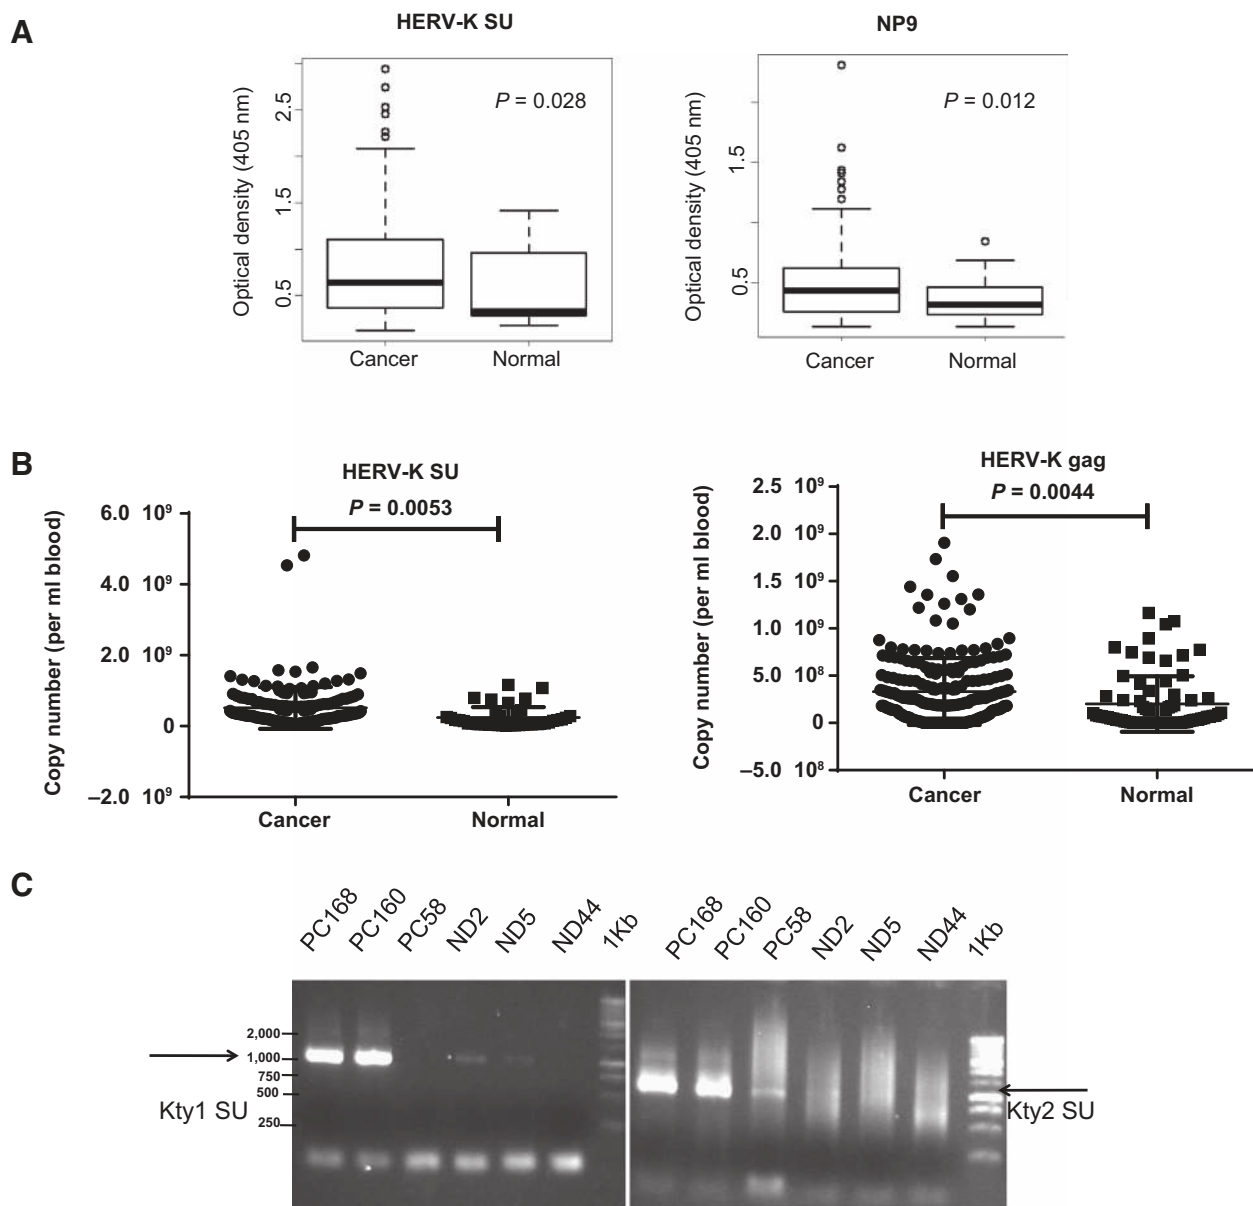 A
HERV-K SU
NP9
Optical density (405 nm)
2.5
1.5
0.5
P = 0.028
Cancer
Normal
Optical density (405 nm)
1.5
0.5
P = 0.012
Cancer
Normal
B
HERV-K SU
P = 0.0053
Copy number (per ml blood)
6.0 10⁹
4.0 10⁹
2.0 10⁹
0
–2.0 10⁹
Cancer
Normal
HERV-K gag
P = 0.0044
Copy number (per ml blood)
2.5 10⁹
2.0 10⁹
1.5 10⁹
1.0 10⁹
5.0 10⁸
0
–5.0 10⁸
Cancer
Normal
C
PC168
PC160
PC58
ND2
ND5
ND44
1Kb
PC168
PC160
PC58
ND2
ND5
ND44
1Kb
2,000
1,000
750
500
250
Kty1 SU
Kty2 SU